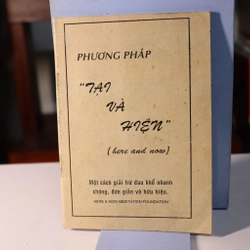 PHƯƠNG PHÁP
"TẠI
VÀ
HIỆN"
(here and now)
Một cách giải trừ đau khổ nhanh
chóng, đơn giản và hữu hiệu.
HERE & NOW MEDITATION FOUNDATION